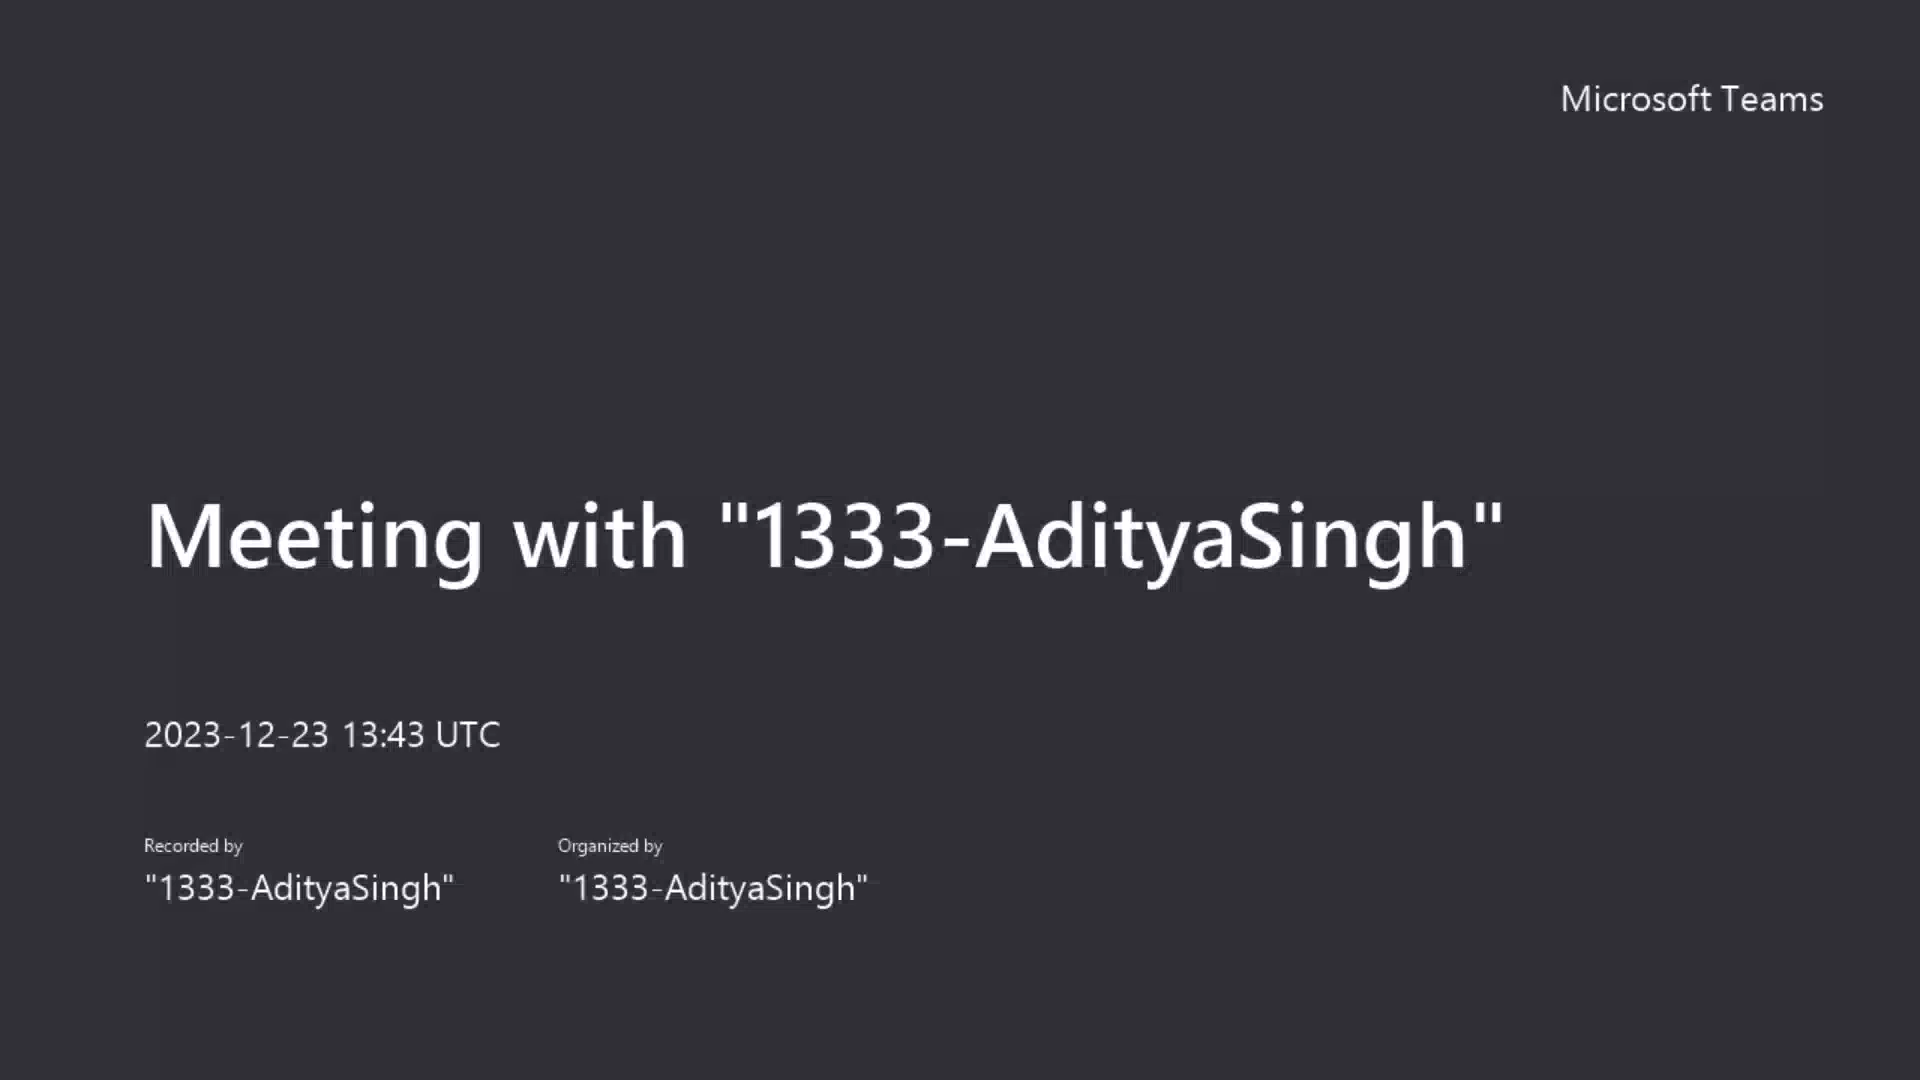 Microsoft Teams
Meeting with "1333-AdityaSingh"
2023-12-23 13:43 UTC
Recorded by
"1333-AdityaSingh"
Organized by
"1333-AdityaSingh"